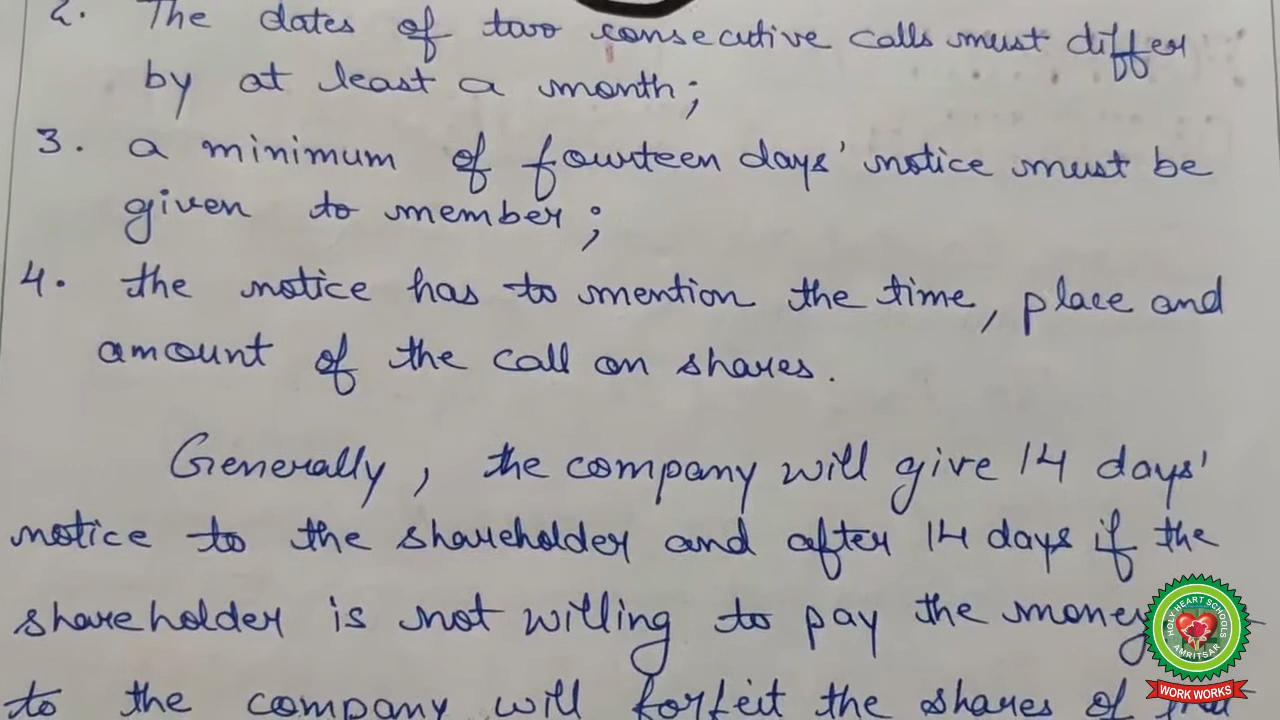 2. The dates of two consecutive calls must differ
by at least a month;
3. a minimum of fourteen days' notice must be
given to member;
4. the notice has to mention the time, place and
amount of the call on shares.
Generally, the company will give 14 days'
notice to the shareholder and after 14 days if the
shareholder is not willing to pay the money
to the company will forfeit the shares of that
HOLY HEART SCHOOLS
AMRITSAR
WORK WORKS